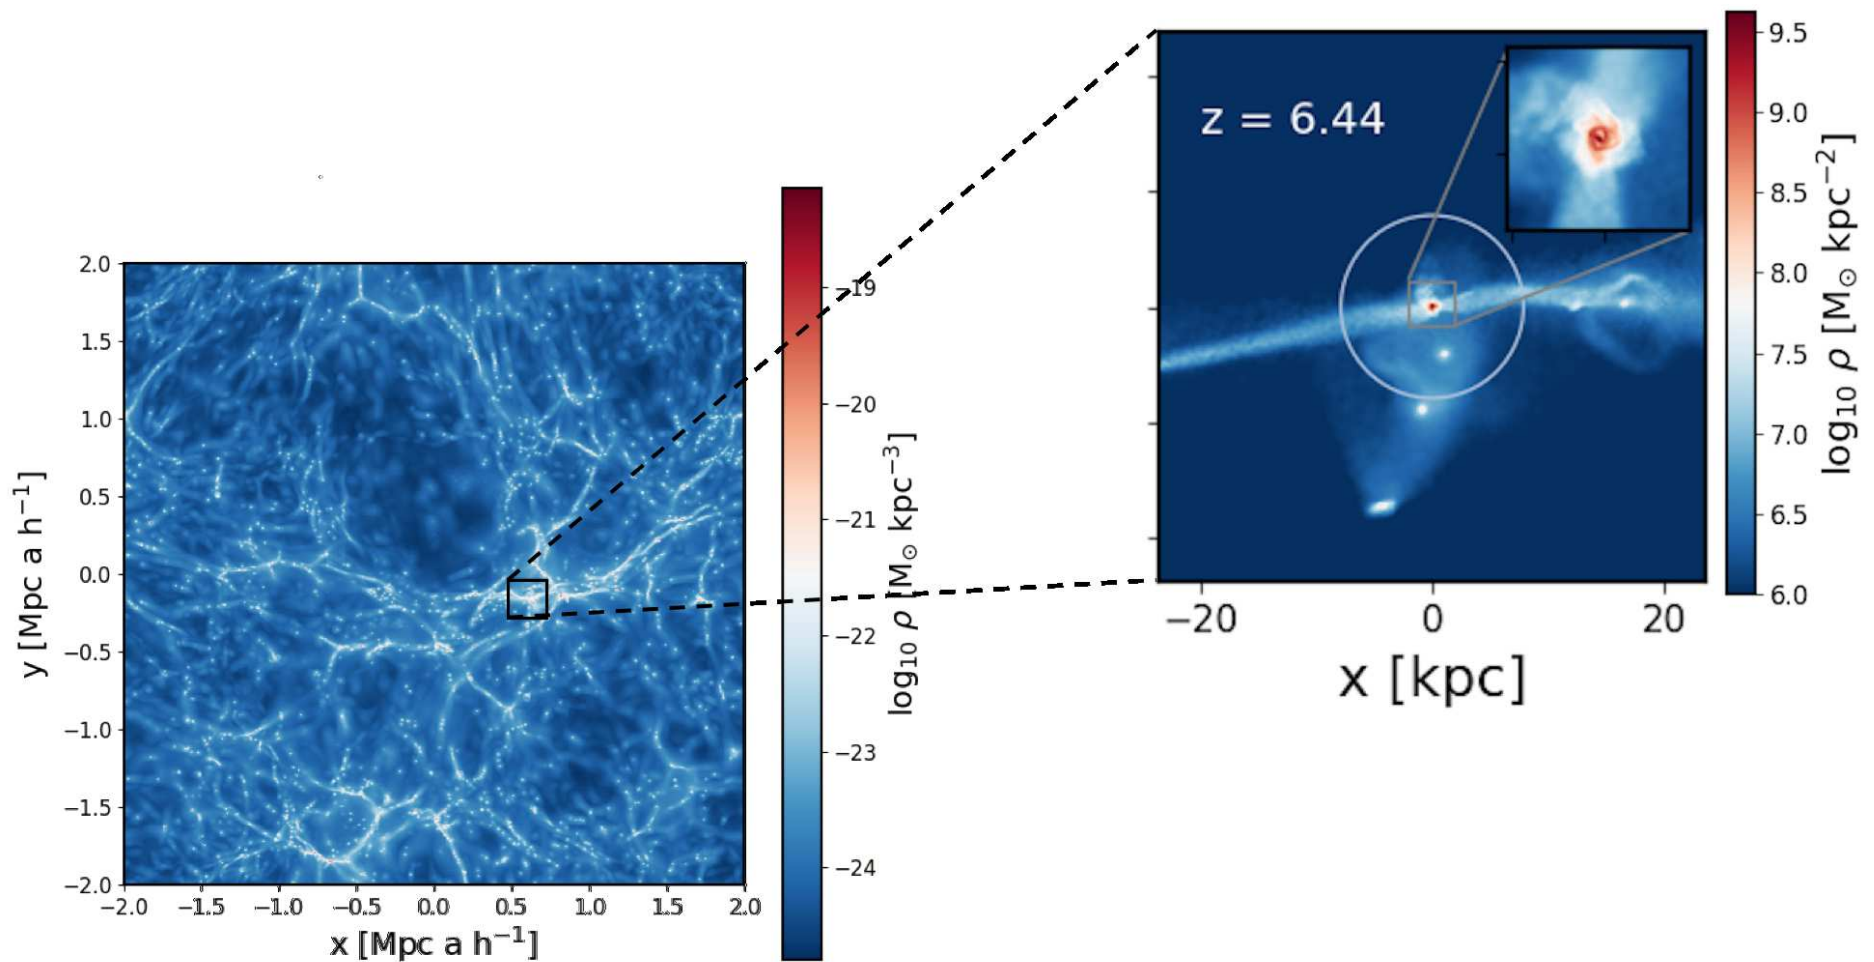 2.0
1.5
1.0
0.5
0.0
−0.5
−1.0
−1.5
−2.0
y [Mpc a h⁻¹]
−2.0 −1.5 −1.0 −0.5 0.0 0.5 1.0 1.5 2.0
x [Mpc a h⁻¹]
−19
−20
−21
−22
−23
−24
log₁₀ ρ [M⊙ kpc⁻³]
z = 6.44
−20 0 20
x [kpc]
9.5
9.0
8.5
8.0
7.5
7.0
6.5
6.0
log₁₀ ρ [M⊙ kpc⁻²]